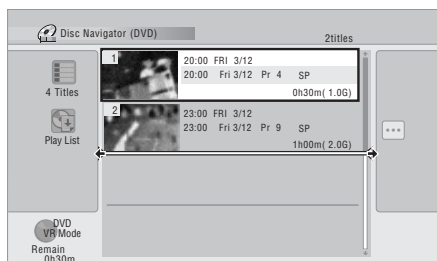 Disc Navigator (DVD)
2titles
4 Titles
Play List
1
20:00 FRI 3/12
20:00 Fri 3/12 Pr 4 SP
0h30m( 1.0G)
2
23:00 FRI 3/12
23:00 Fri 3/12 Pr 9 SP
1h00m( 2.0G)
DVD
VR Mode
Remain
0h30m